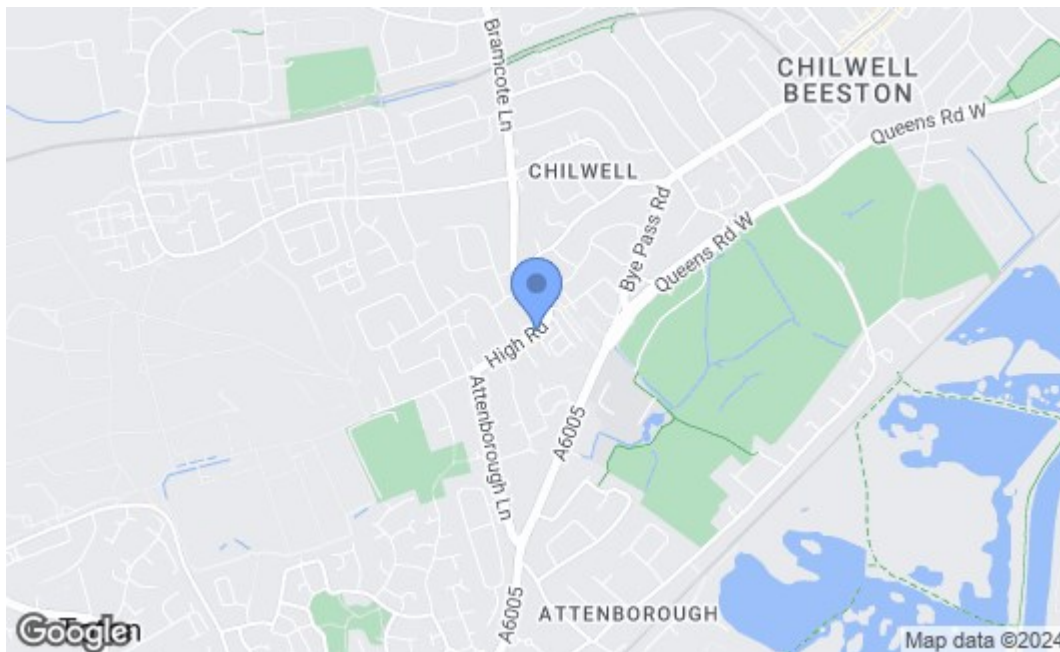 Bramcote Ln
CHILWELL
BEESTON
Queens Rd W
CHILWELL
Bye Pass Rd
Queens Rd W
High Rd
Attenborough Ln
A6005
A6005
ATTENBOROUGH
Google
Map data ©2024